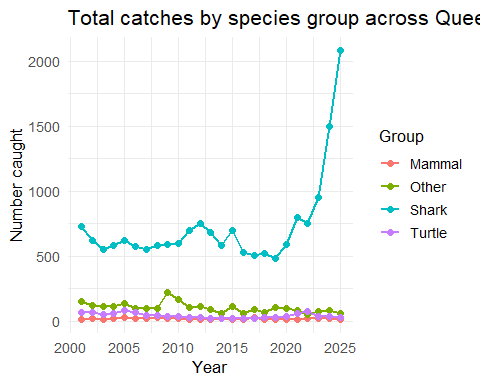 Total catches by species group across Quee
Number caught
2000
1500
1000
500
0
2000
2005
2010
2015
2020
2025
Year
Group
Mammal
Other
Shark
Turtle